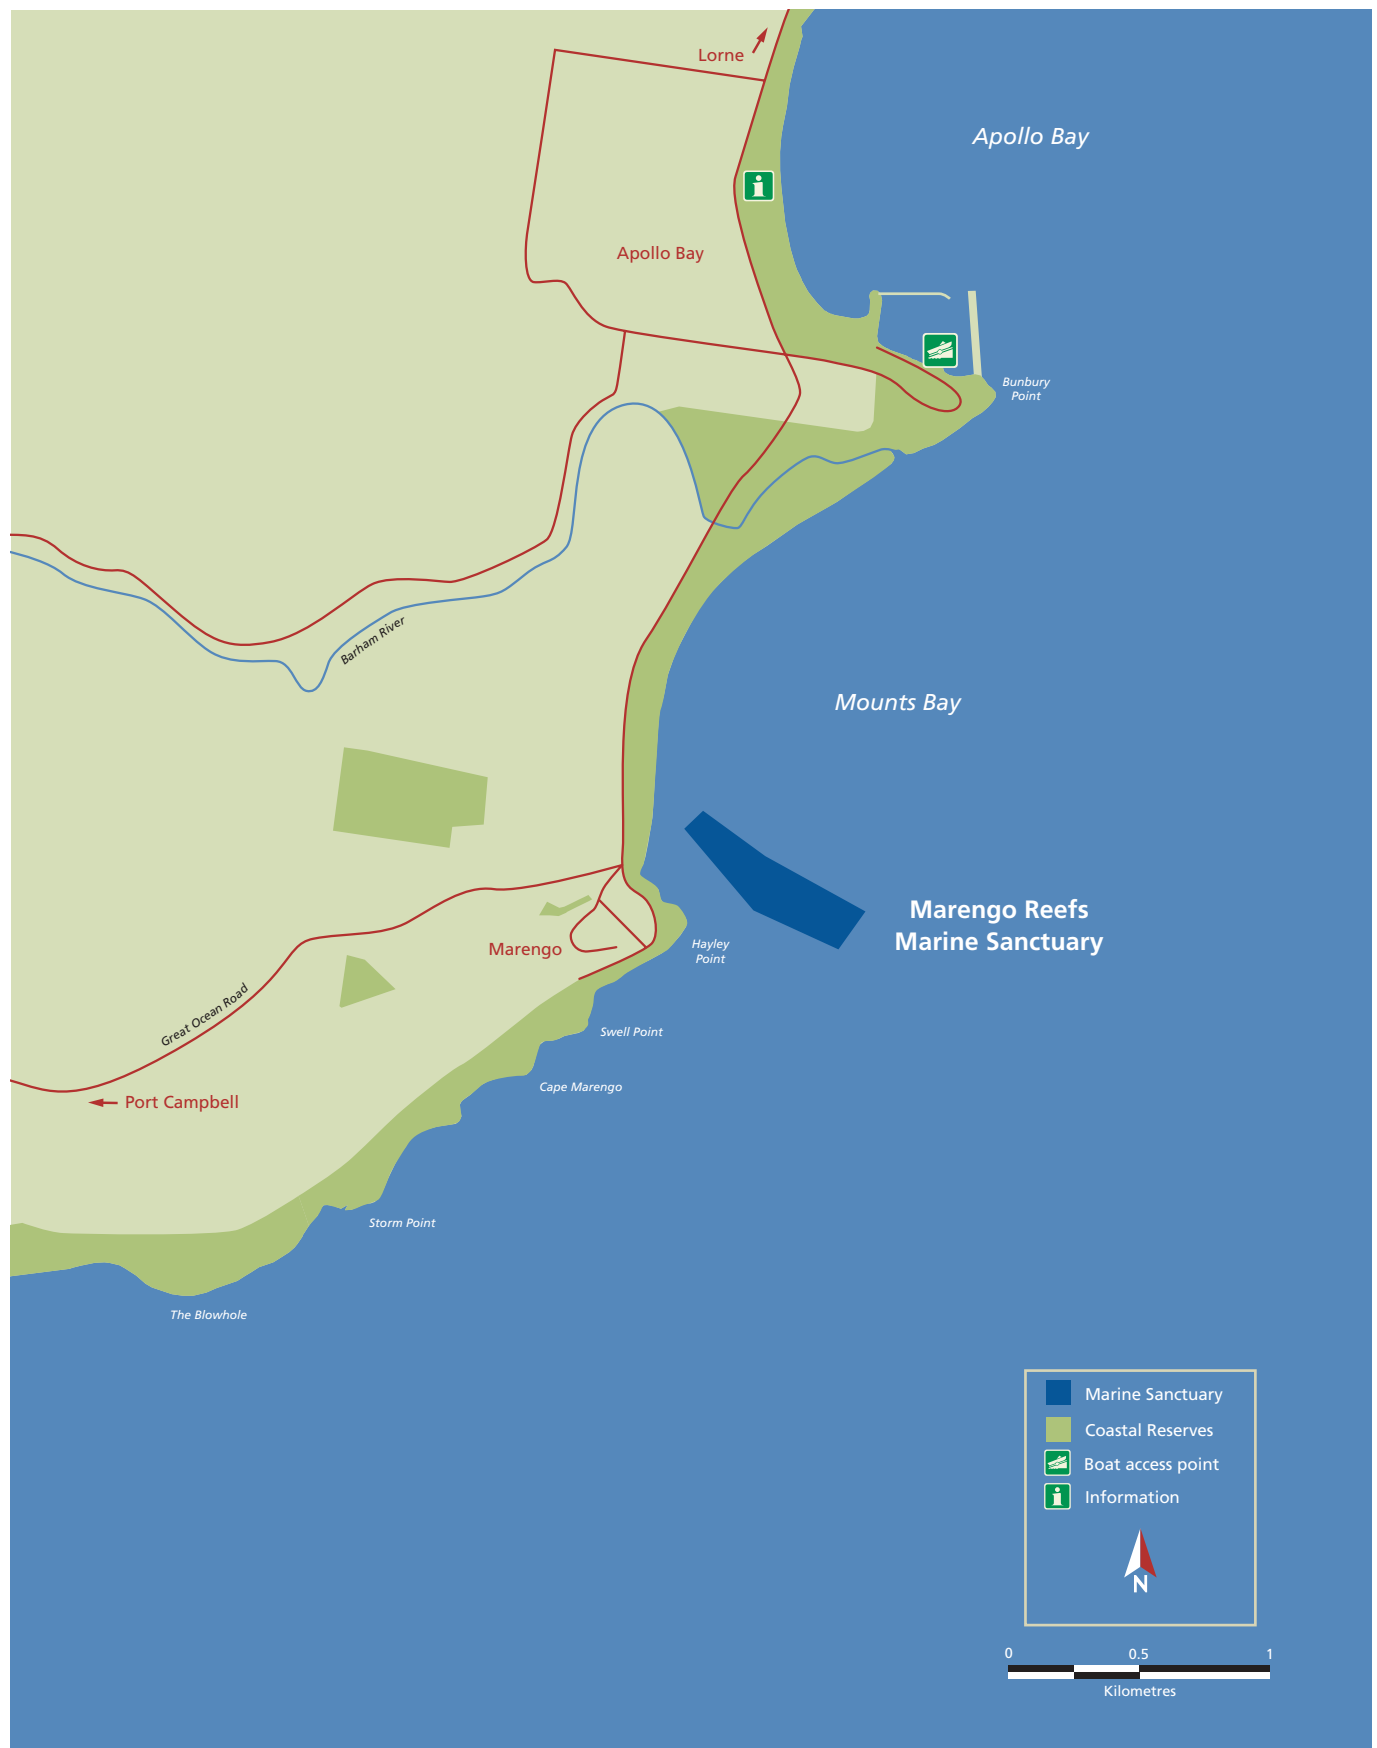 Lorne
Apollo Bay
Apollo Bay
Bunbury
Point
Barham River
Mounts Bay
Marengo Reefs
Marine Sanctuary
Marengo
Hayley
Point
Great Ocean Road
Swell Point
Cape Marengo
Port Campbell
Storm Point
The Blowhole
Marine Sanctuary
Coastal Reserves
Boat access point
Information
N
0 0.5 1
Kilometres